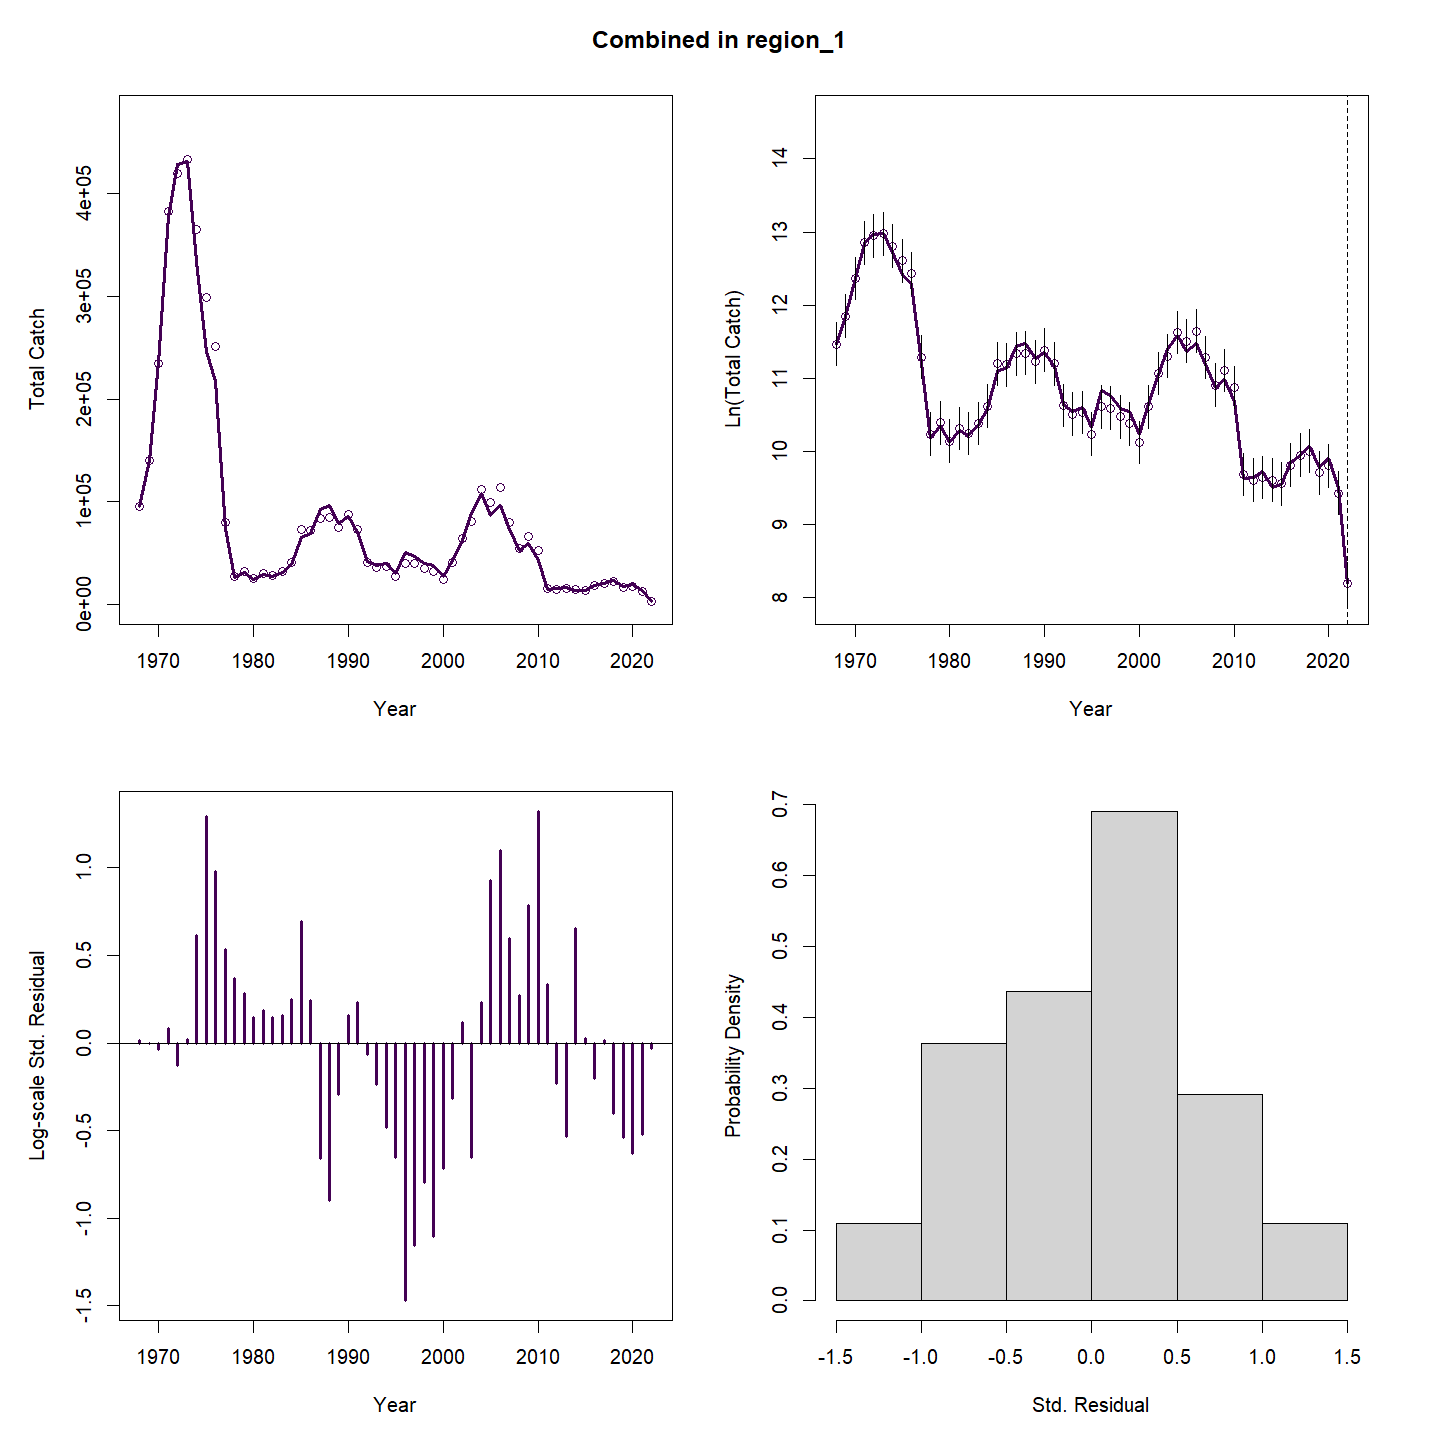 Combined in region_1
Total Catch
0e+00 1e+05 2e+05 3e+05 4e+05
1970 1980 1990 2000 2010 2020
Year
Ln(Total Catch)
8 9 10 11 12 13 14
1970 1980 1990 2000 2010 2020
Year
Log-scale Std. Residual
-1.5 -1.0 -0.5 0.0 0.5 1.0
1970 1980 1990 2000 2010 2020
Year
Probability Density
0.0 0.1 0.2 0.3 0.4 0.5 0.6 0.7
-1.5 -1.0 -0.5 0.0 0.5 1.0 1.5
Std. Residual